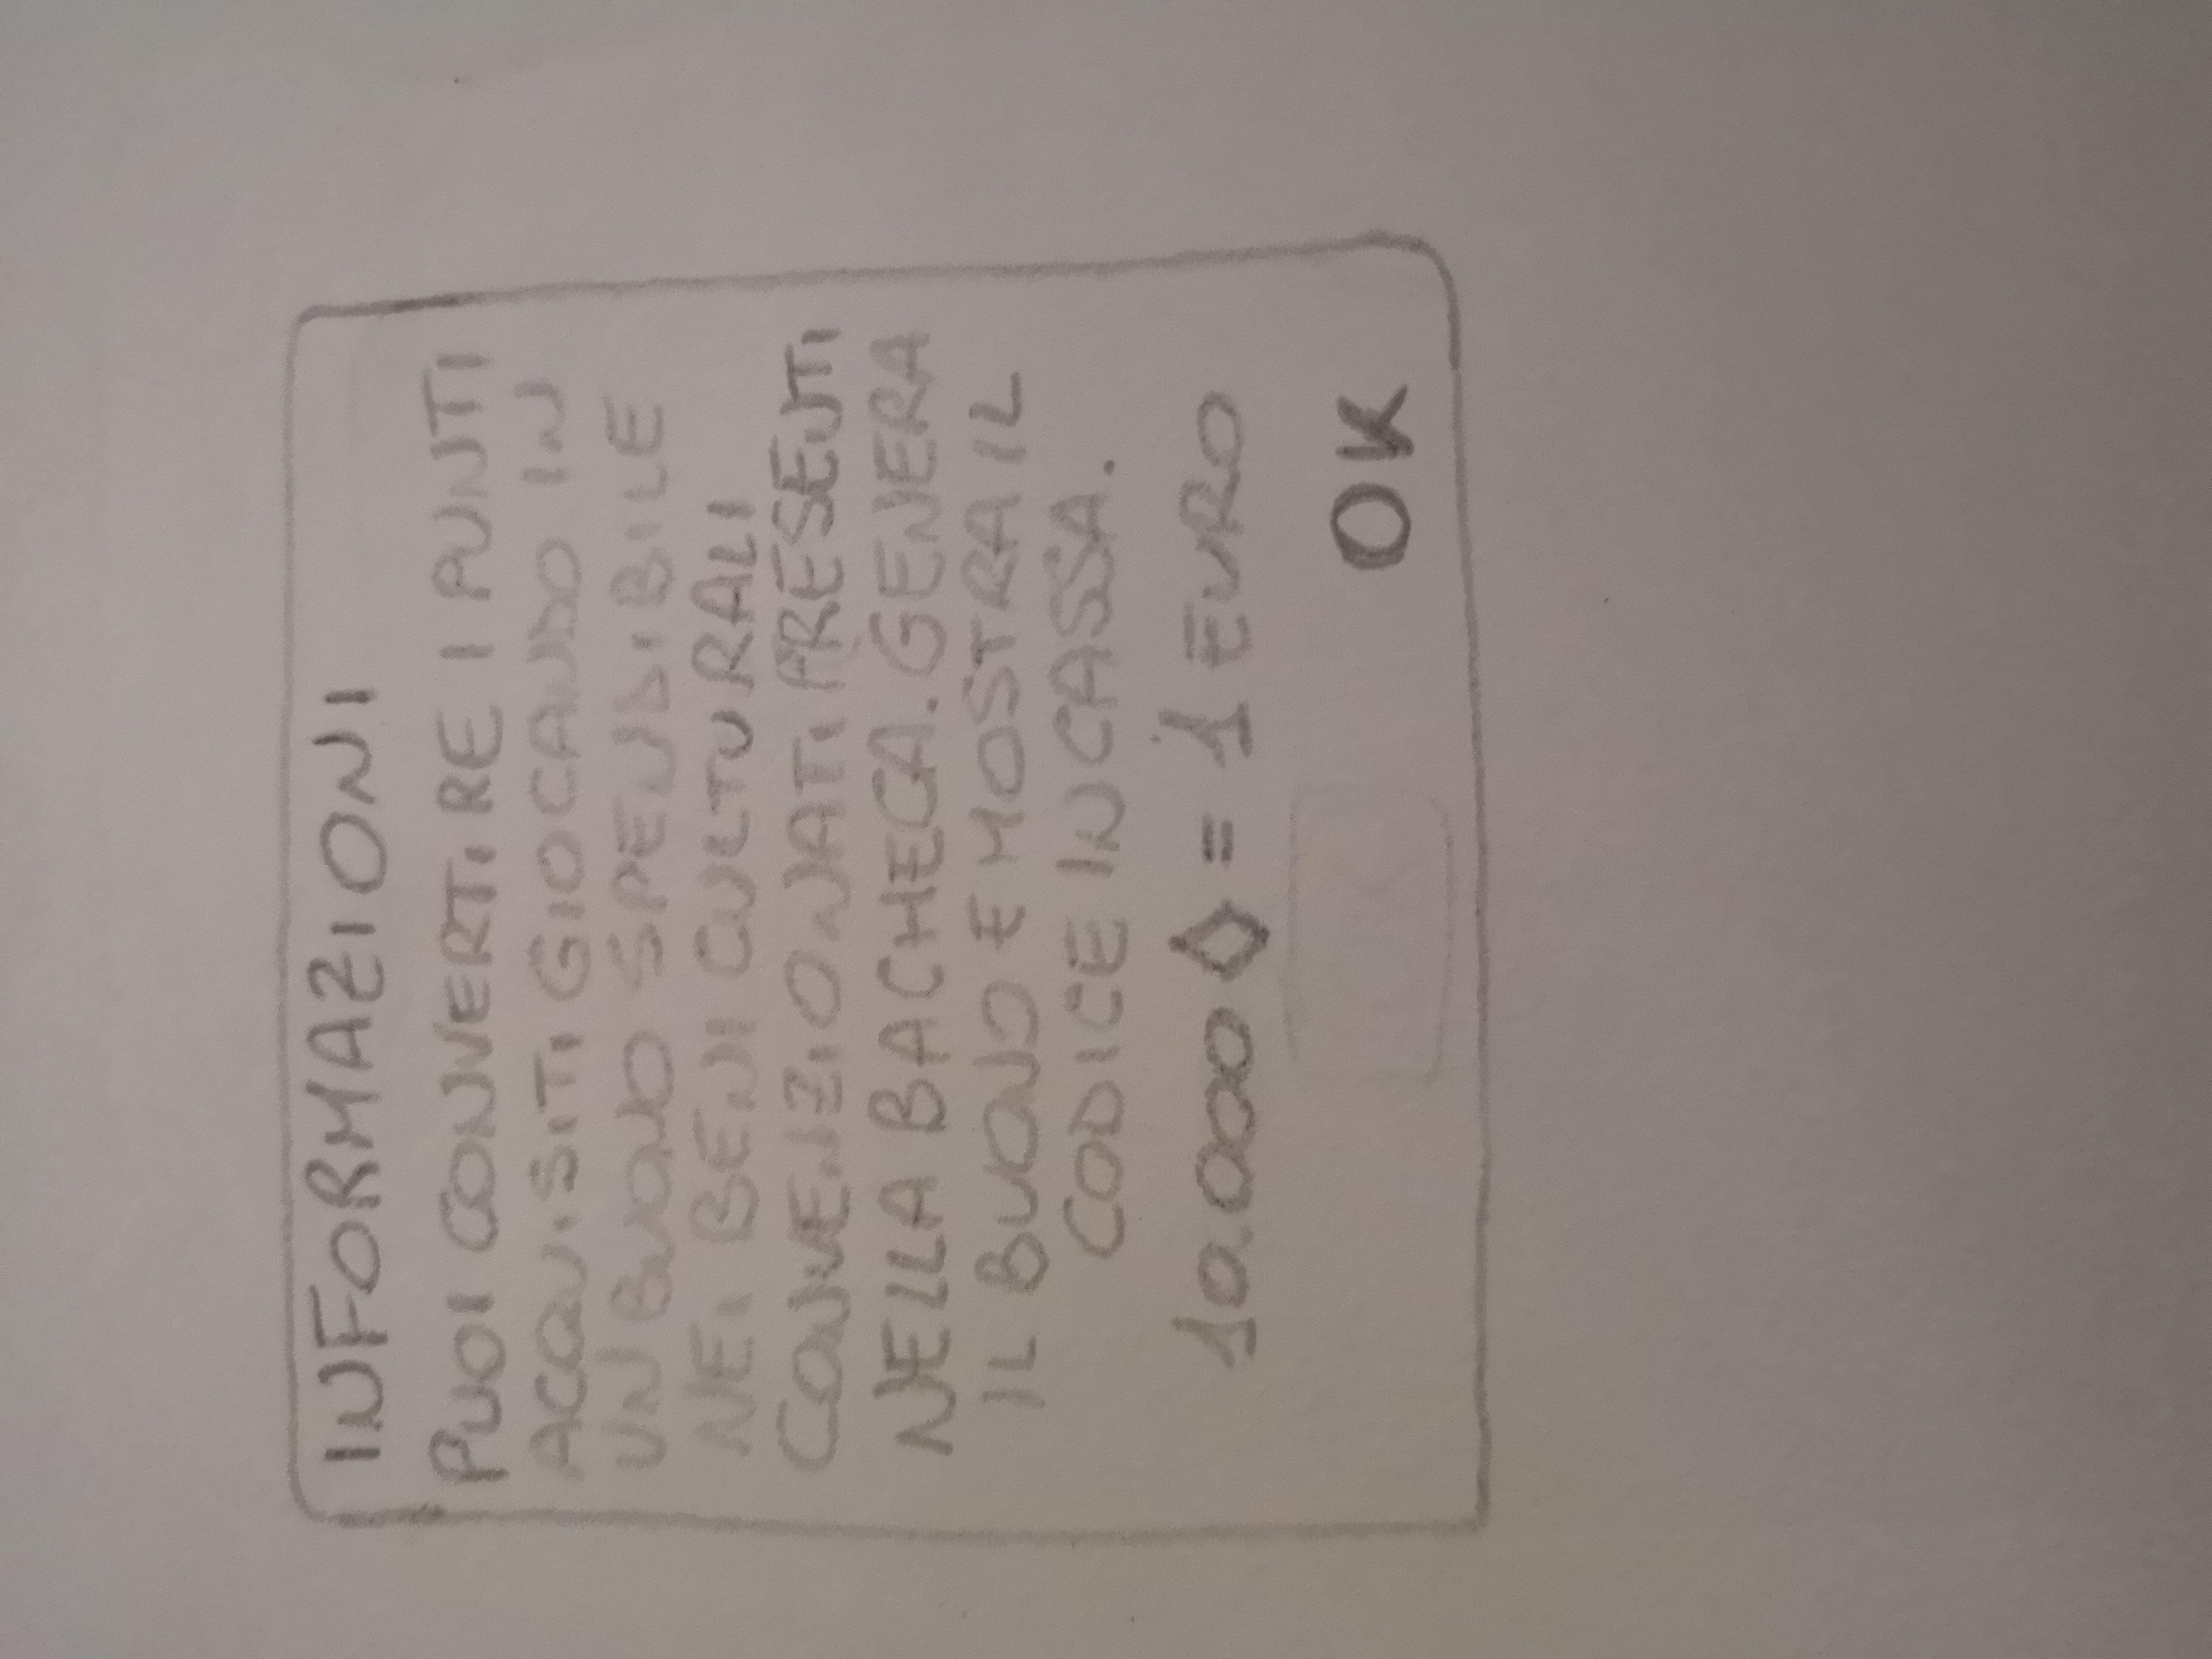 INFORMAZIONI
PUOI CONVERTIRE I PUNTI
ACQUISITI GIOCANDO IN
UN BUONO SPENDIBILE
NEI BENI CULTURALI
CONVENZIONATI PRESENTI
NELLA BACHECA. GENERA
IL BUONO E MOSTRA IL
CODICE IN CASSA.
10.000 ◊ = 1 EURO
OK